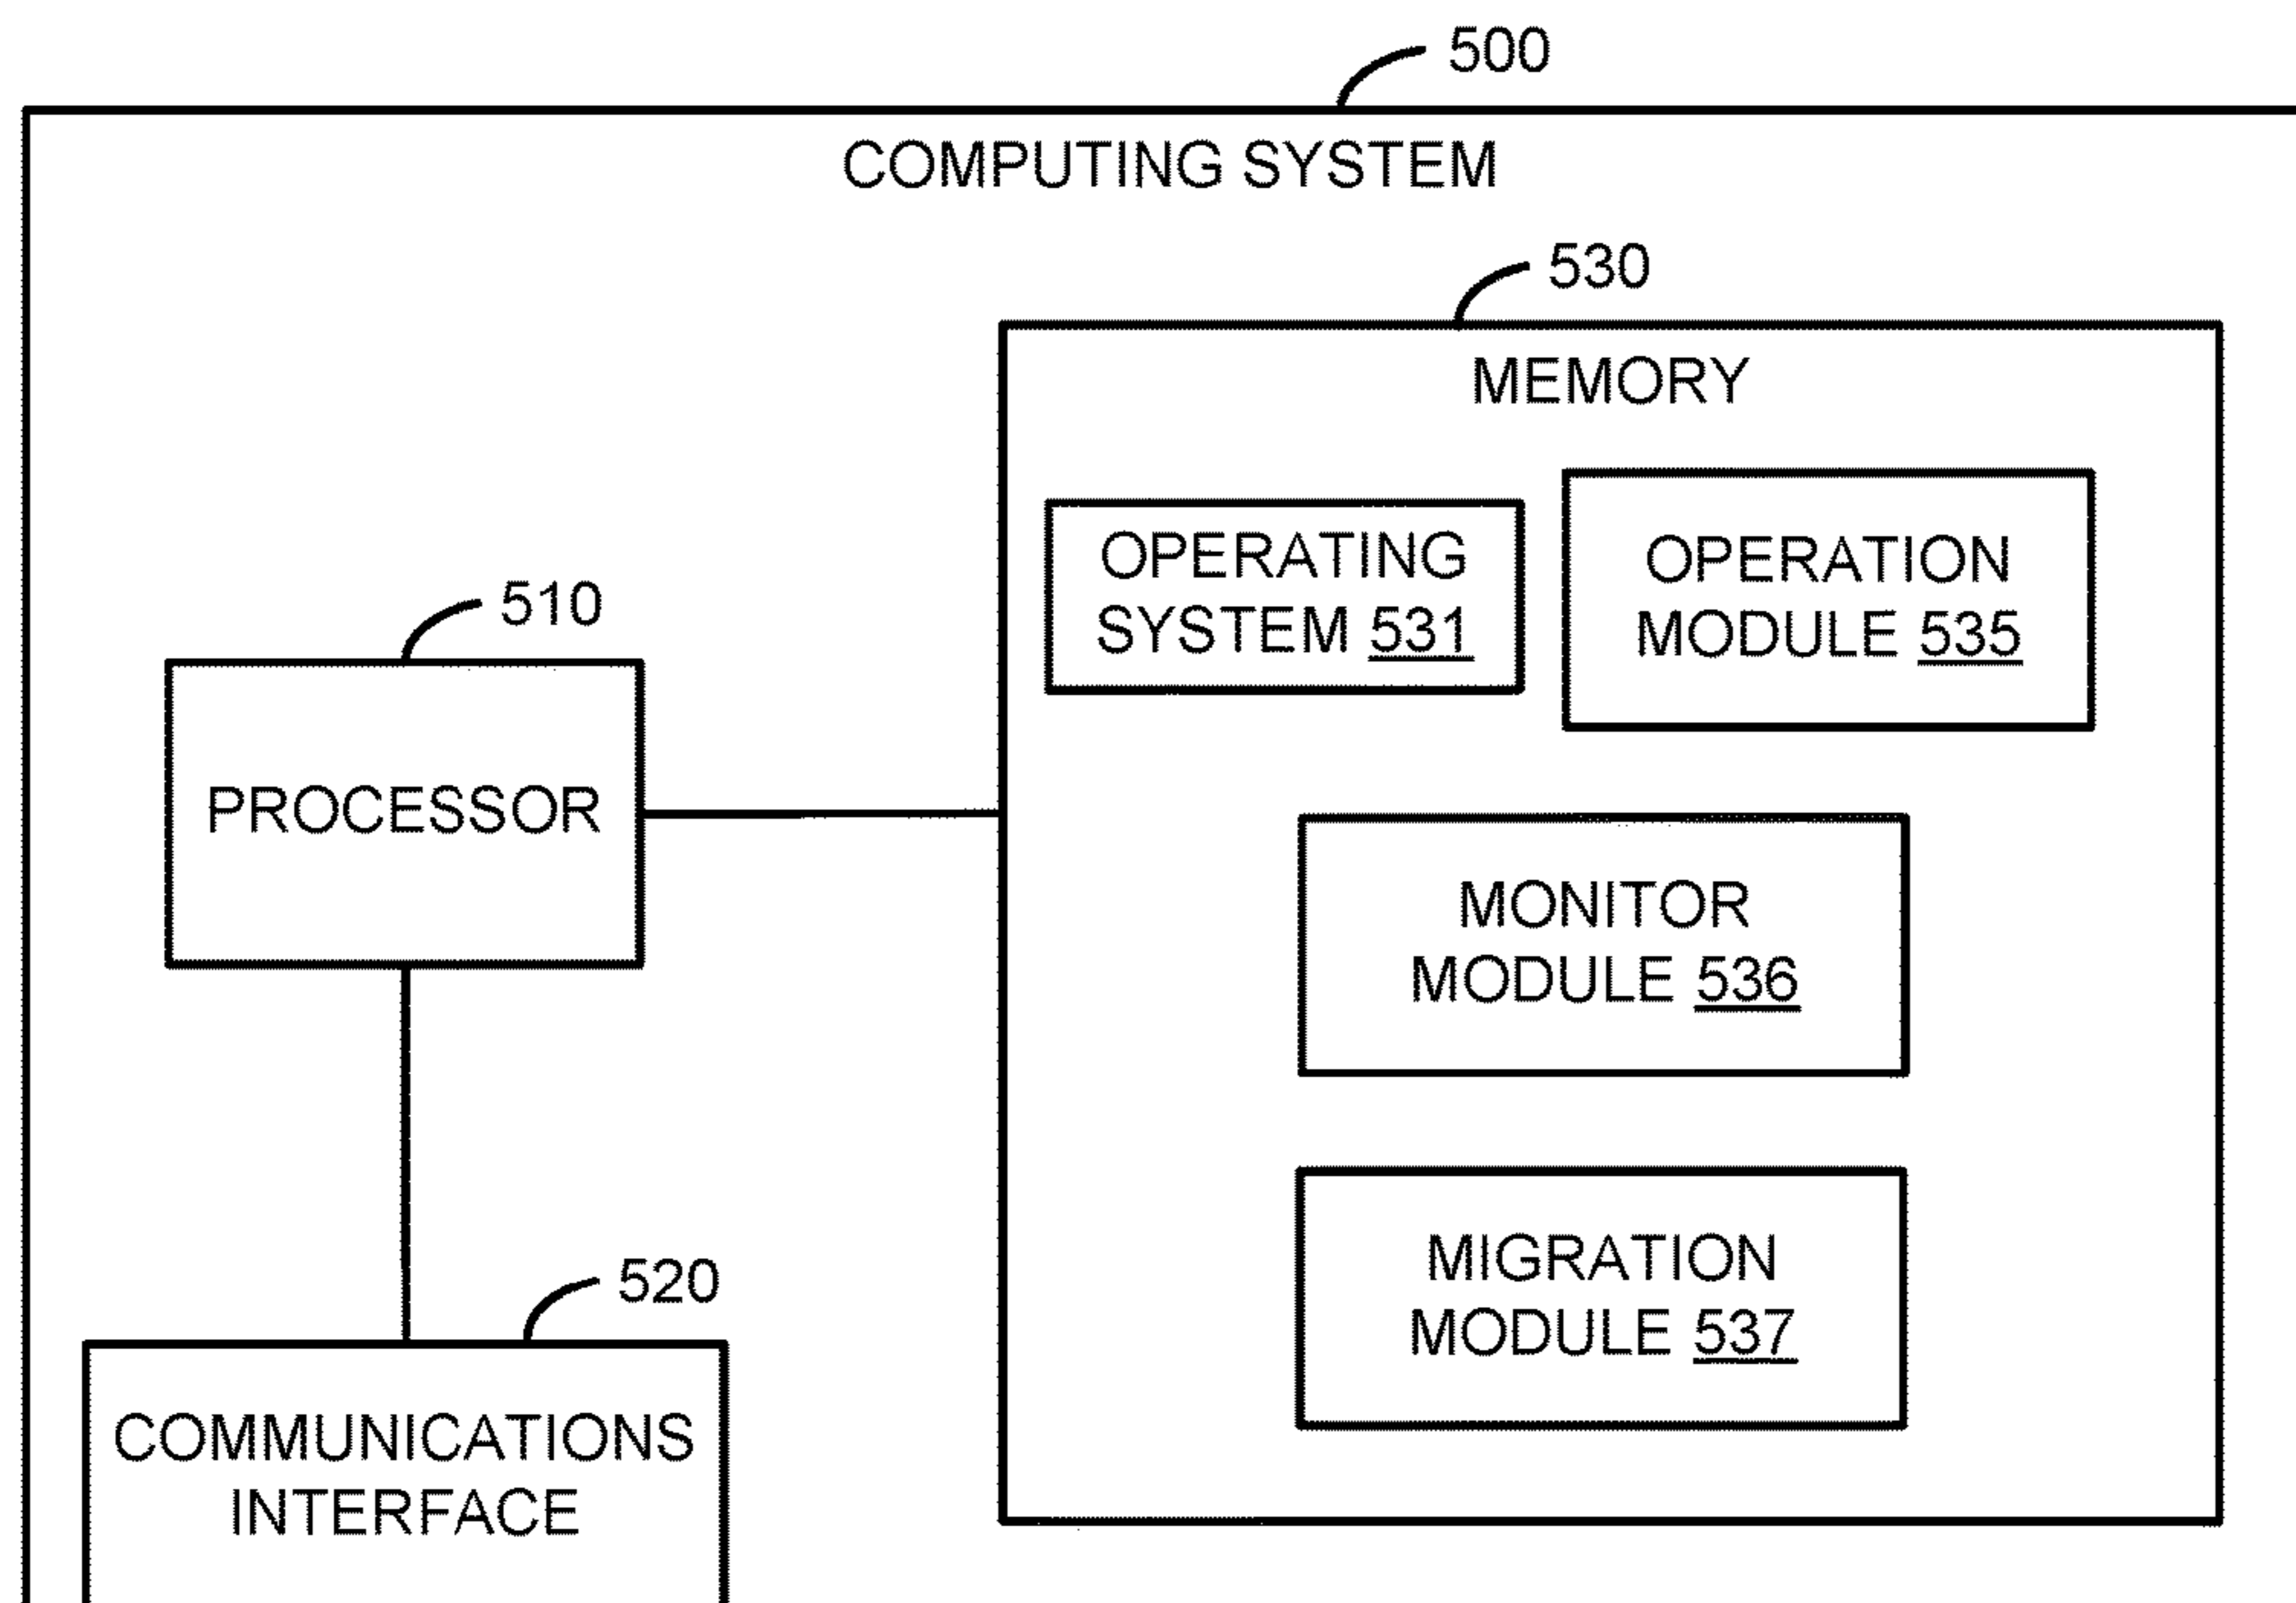 500
COMPUTING SYSTEM
530
MEMORY
OPERATING
SYSTEM 531
OPERATION
MODULE 535
510
PROCESSOR
MONITOR
MODULE 536
520
COMMUNICATIONS
INTERFACE
MIGRATION
MODULE 537